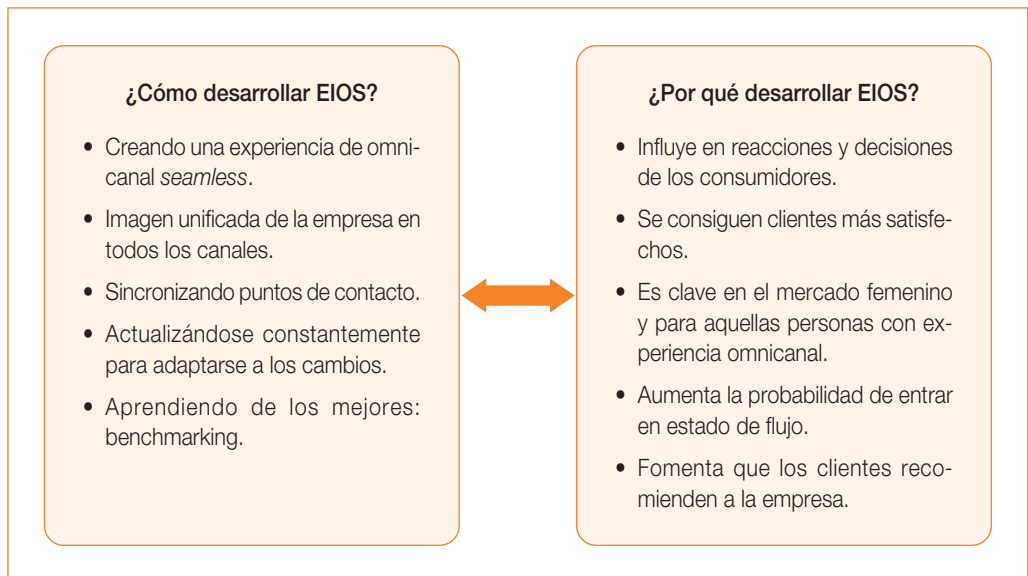 ¿Cómo desarrollar EIOS?
• Creando una experiencia de omni-
canal seamless.
• Imagen unificada de la empresa en
todos los canales.
• Sincronizando puntos de contacto.
• Actualizándose constantemente
para adaptarse a los cambios.
• Aprendiendo de los mejores:
benchmarking.
¿Por qué desarrollar EIOS?
• Influye en reacciones y decisiones
de los consumidores.
• Se consiguen clientes más satisfe-
chos.
• Es clave en el mercado femenino
y para aquellas personas con ex-
periencia omnicanal.
• Aumenta la probabilidad de entrar
en estado de flujo.
• Fomenta que los clientes reco-
mienden a la empresa.